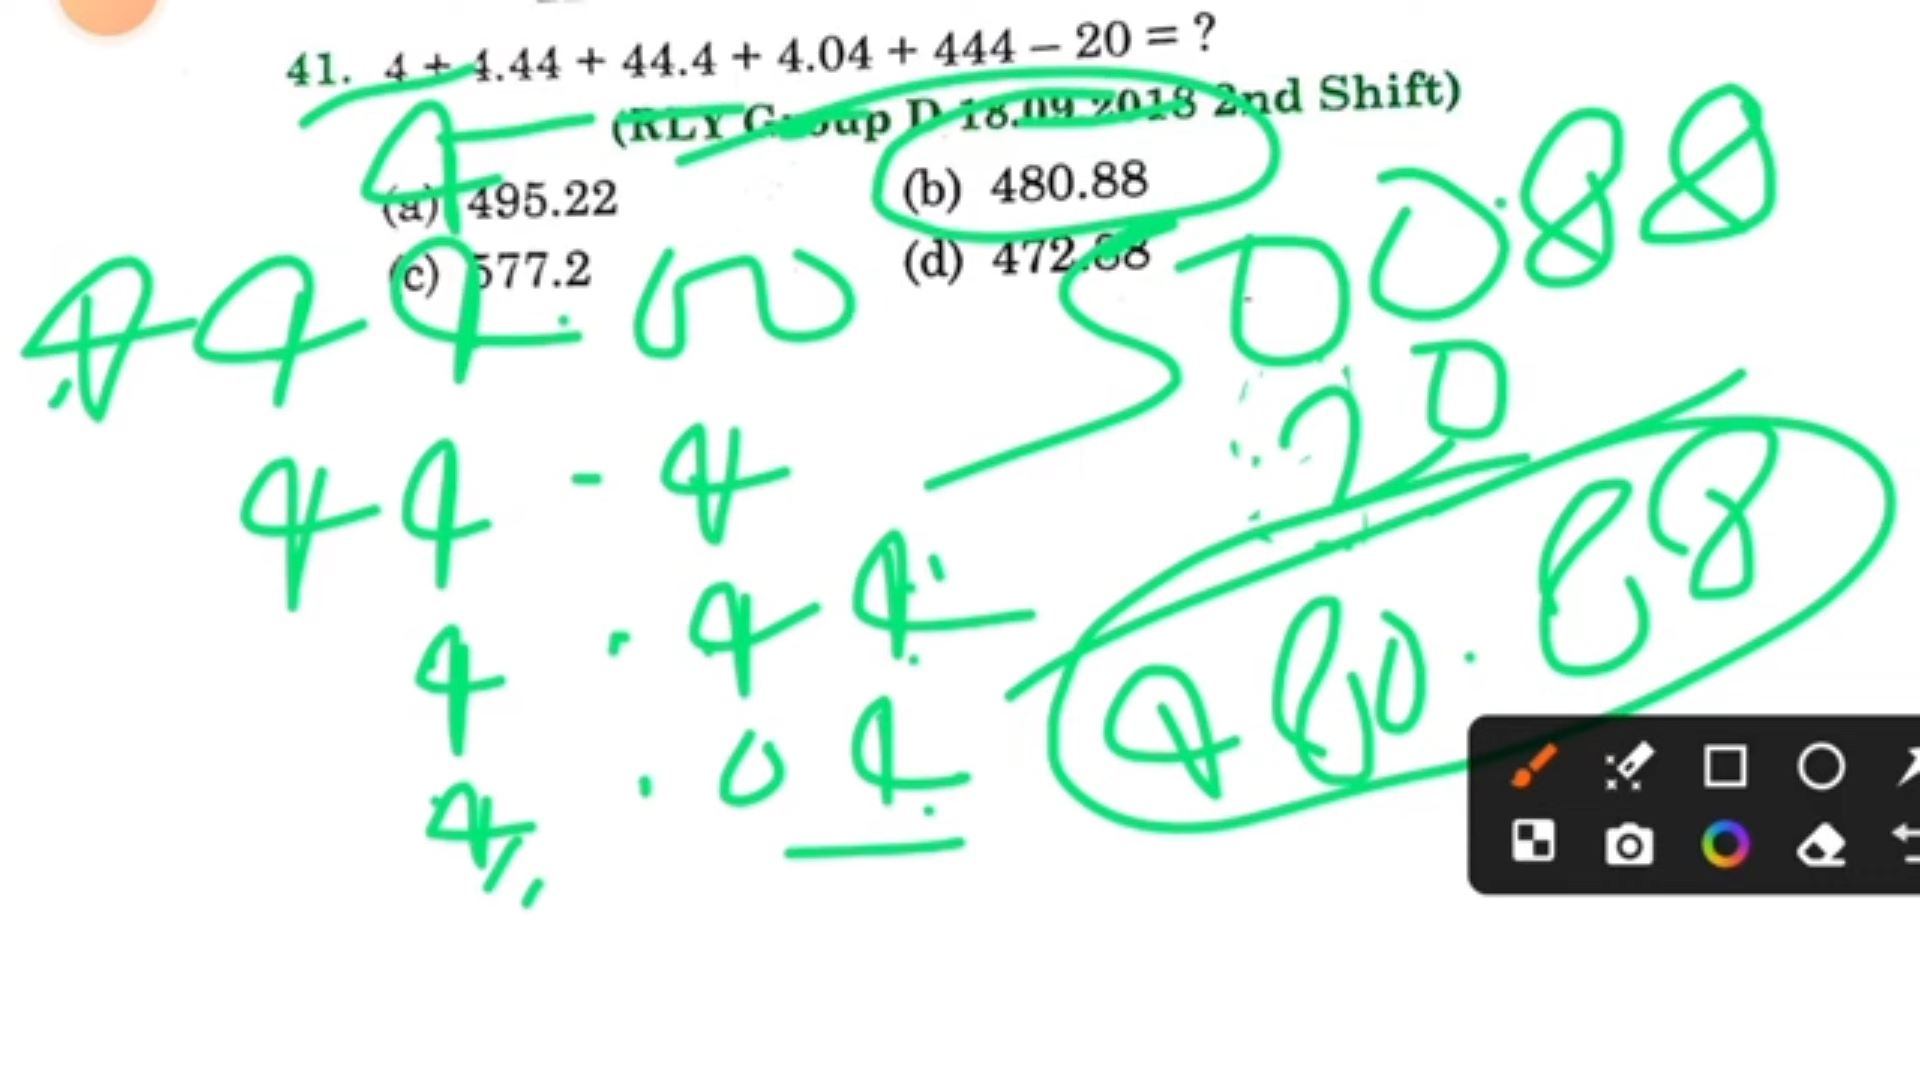 41. 4 + 4.44 + 44.4 + 4.04 + 444 – 20 = ?
(RLY Group D 18.09.2018 2nd Shift)
(a) 495.22 (b) 480.88
(c) 577.2 (d) 472.88
4
444.00
44.4
4.44
4.04
4
500.88
20
480.88